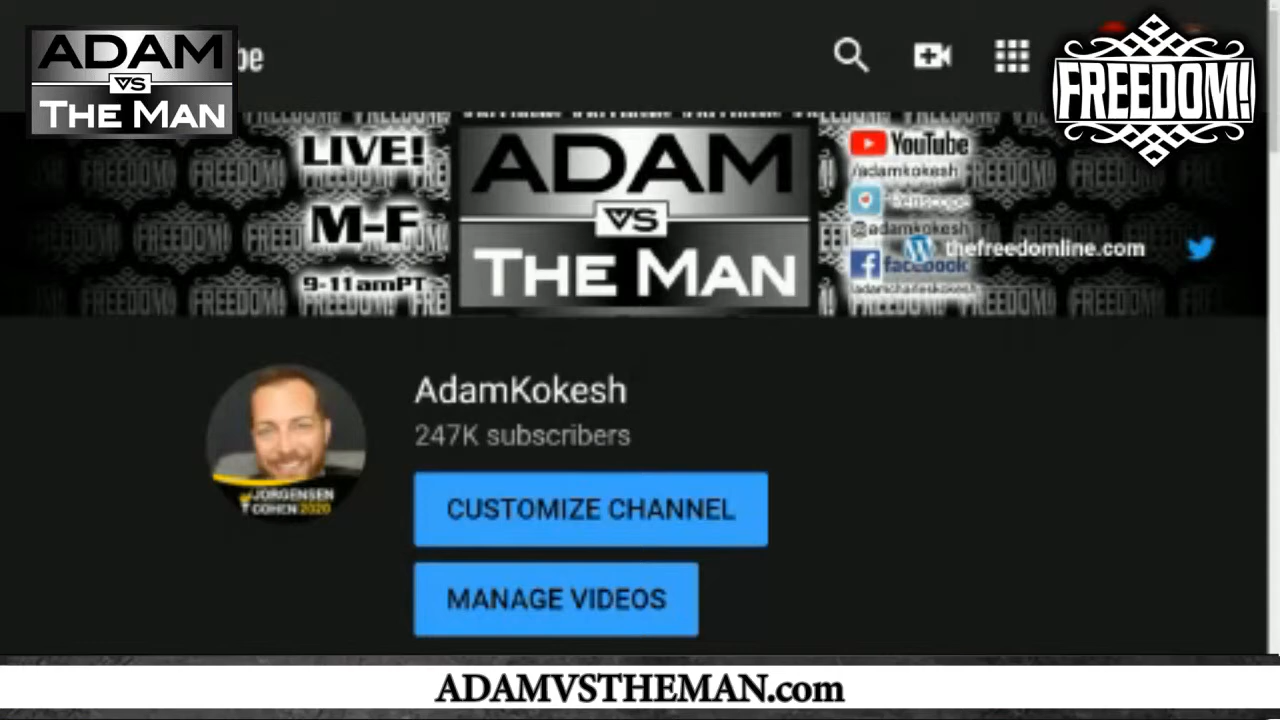 ADAM
VS
THE MAN
be
FREEDOM!
LIVE!
M-F
9-11amPT
ADAM
VS
THE MAN
YouTube
/adamkokesh
@adamkokesh
thefreedomline.com
facebook
AdamKokesh
247K subscribers
JORGENSEN
COHEN 2020
CUSTOMIZE CHANNEL
MANAGE VIDEOS
ADAMVSTHEMAN.com